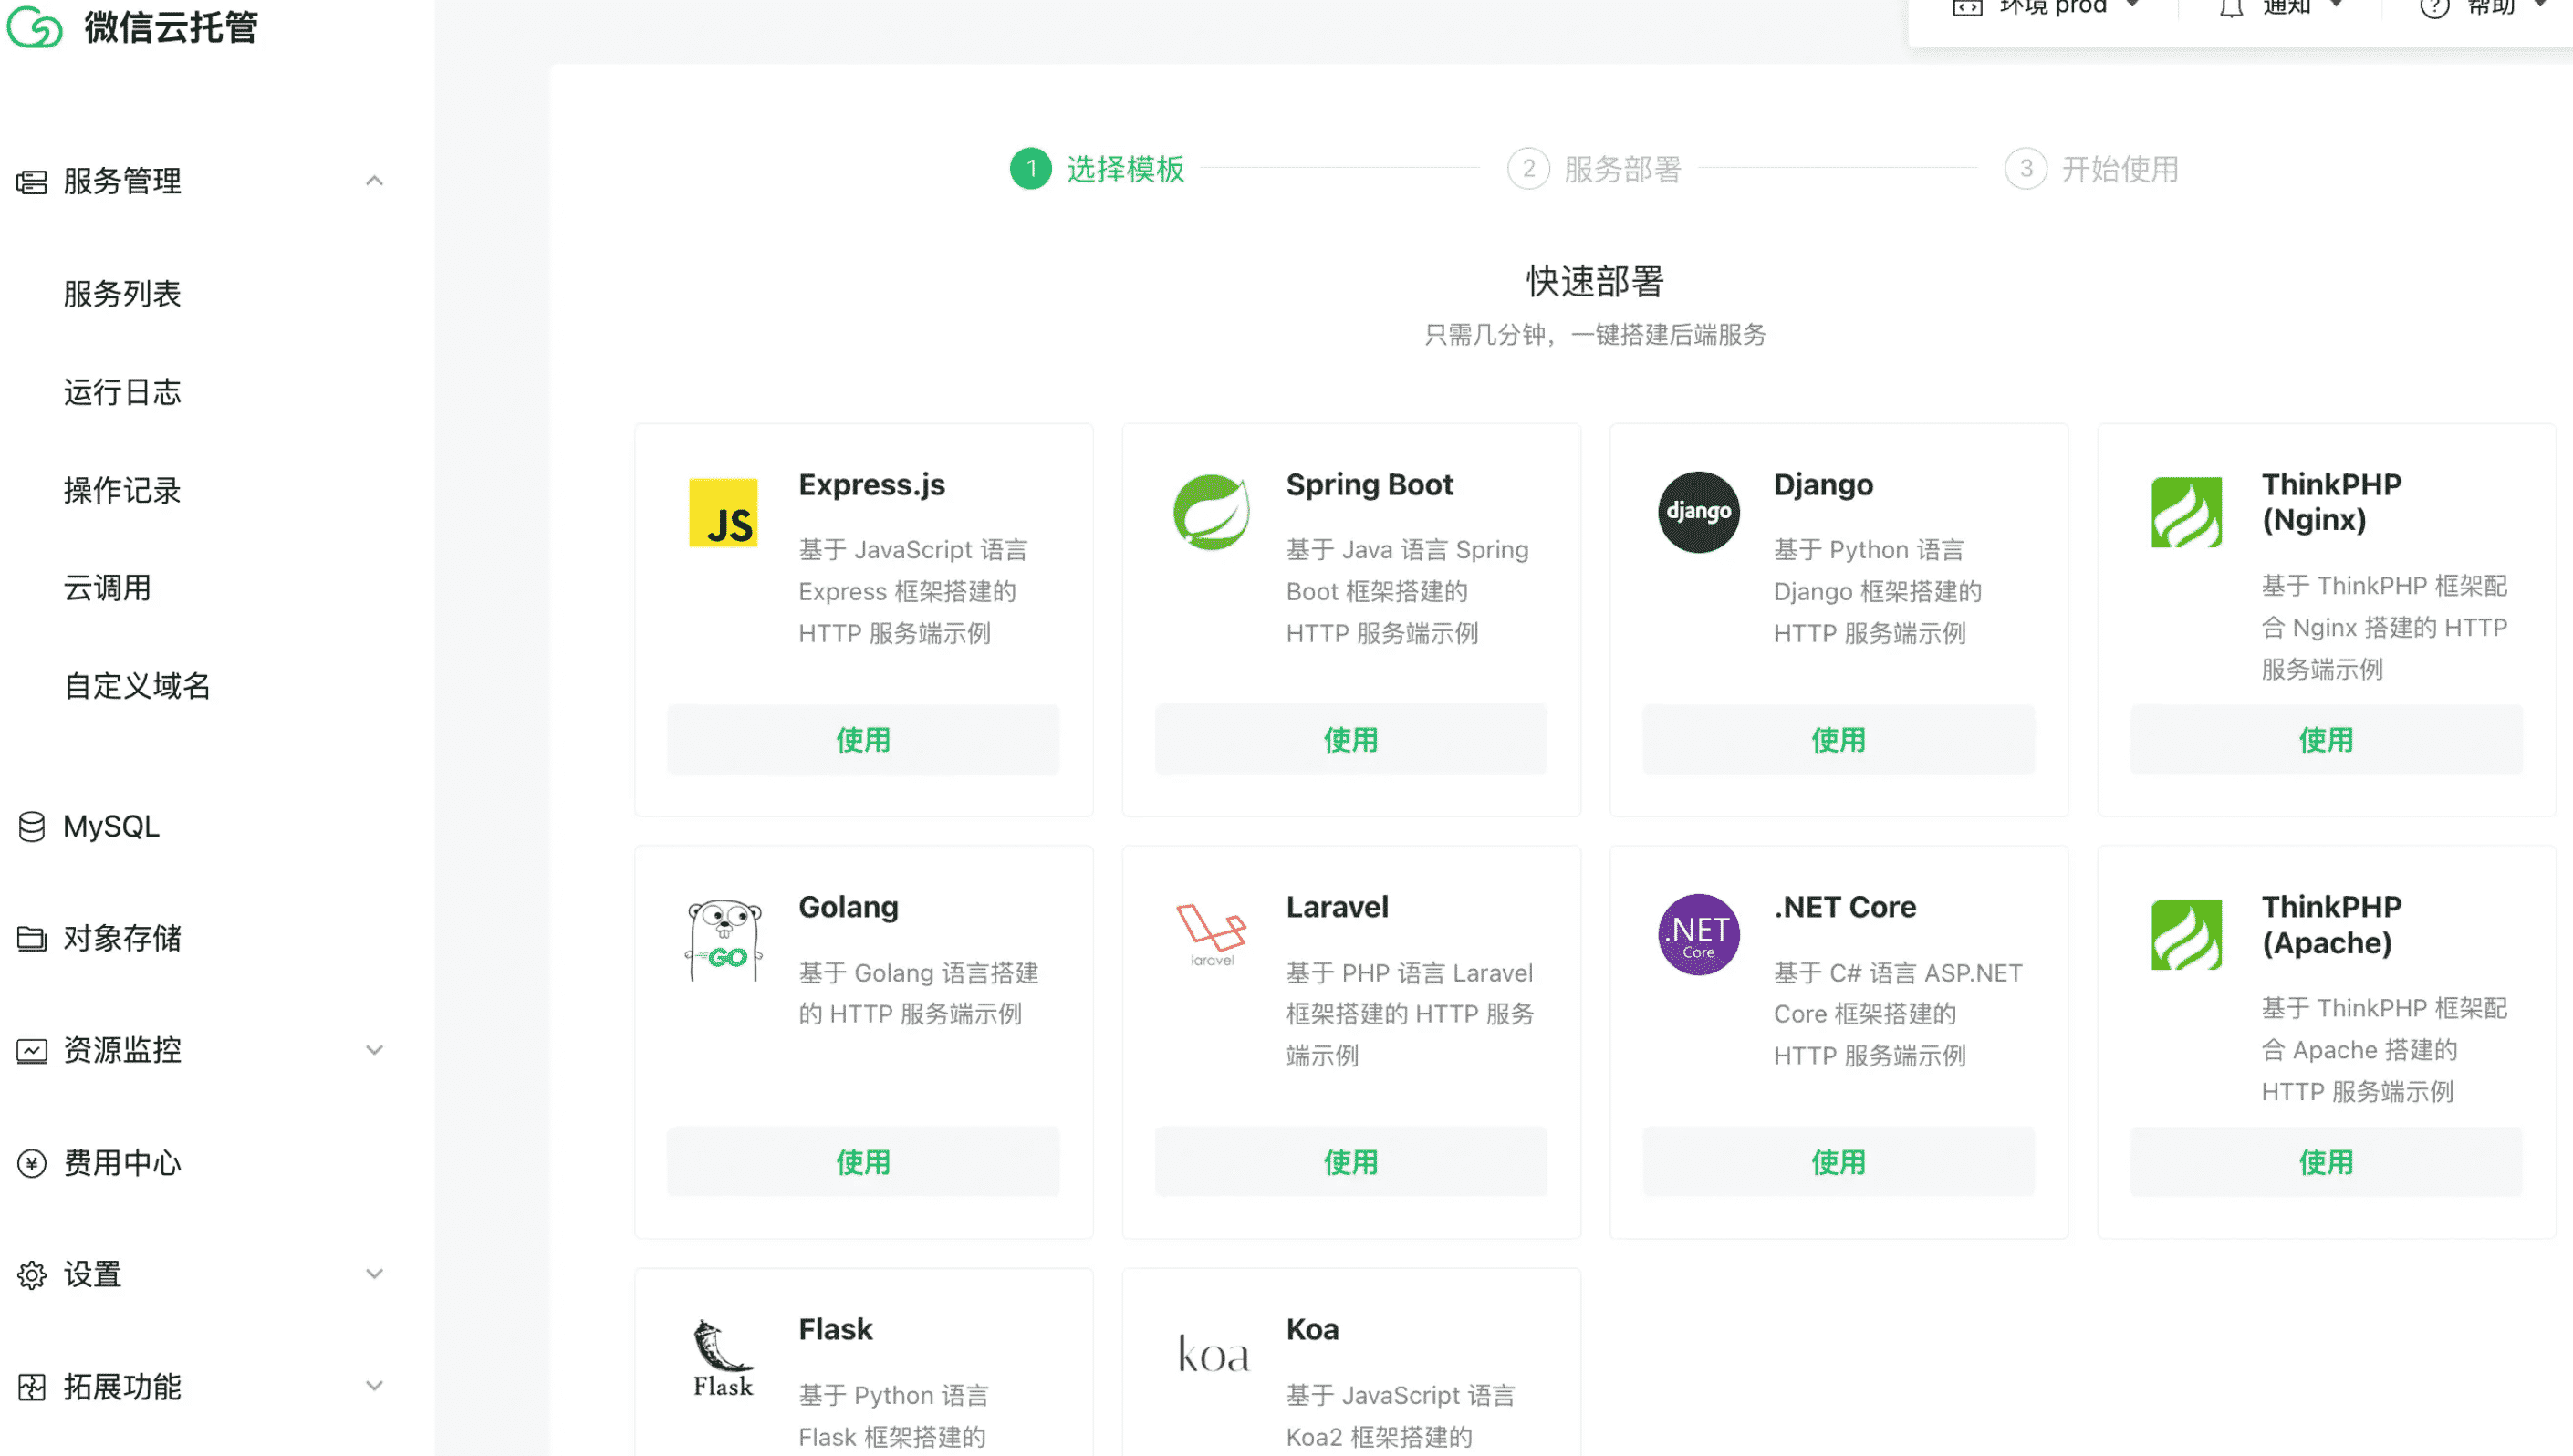 微信云托管
环境 prod
通知
帮助
服务管理
服务列表
运行日志
操作记录
云调用
自定义域名
MySQL
对象存储
资源监控
费用中心
设置
拓展功能
1 选择模板
2 服务部署
3 开始使用
快速部署
只需几分钟，一键搭建后端服务
JS
Express.js
基于 JavaScript 语言
Express 框架搭建的
HTTP 服务端示例
使用
Spring Boot
基于 Java 语言 Spring
Boot 框架搭建的
HTTP 服务端示例
使用
django
Django
基于 Python 语言
Django 框架搭建的
HTTP 服务端示例
使用
ThinkPHP
(Nginx)
基于 ThinkPHP 框架配
合 Nginx 搭建的 HTTP
服务端示例
使用
GO
Golang
基于 Golang 语言搭建
的 HTTP 服务端示例
使用
laravel
Laravel
基于 PHP 语言 Laravel
框架搭建的 HTTP 服务
端示例
使用
.NET
Core
.NET Core
基于 C# 语言 ASP.NET
Core 框架搭建的
HTTP 服务端示例
使用
ThinkPHP
(Apache)
基于 ThinkPHP 框架配
合 Apache 搭建的
HTTP 服务端示例
使用
Flask
Flask
基于 Python 语言
Flask 框架搭建的
koa
Koa
基于 JavaScript 语言
Koa2 框架搭建的